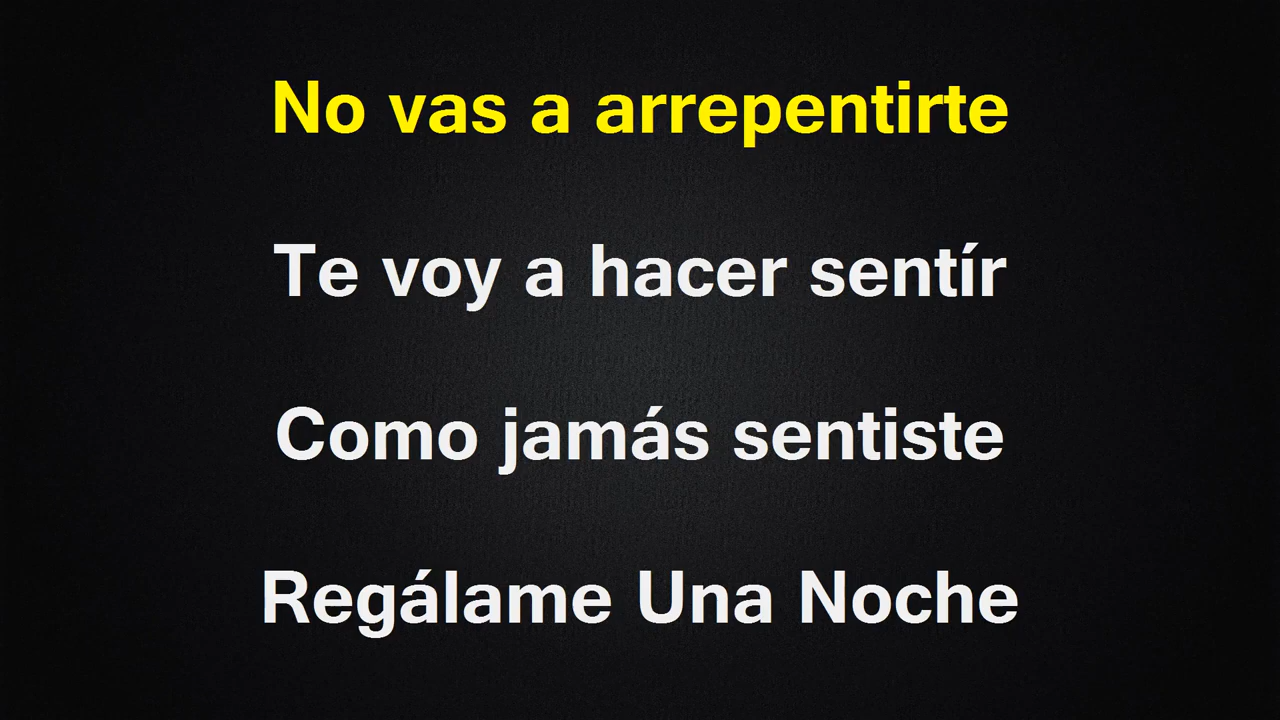 No vas a arrepentirte
Te voy a hacer sentír
Como jamás sentiste
Regálame Una Noche